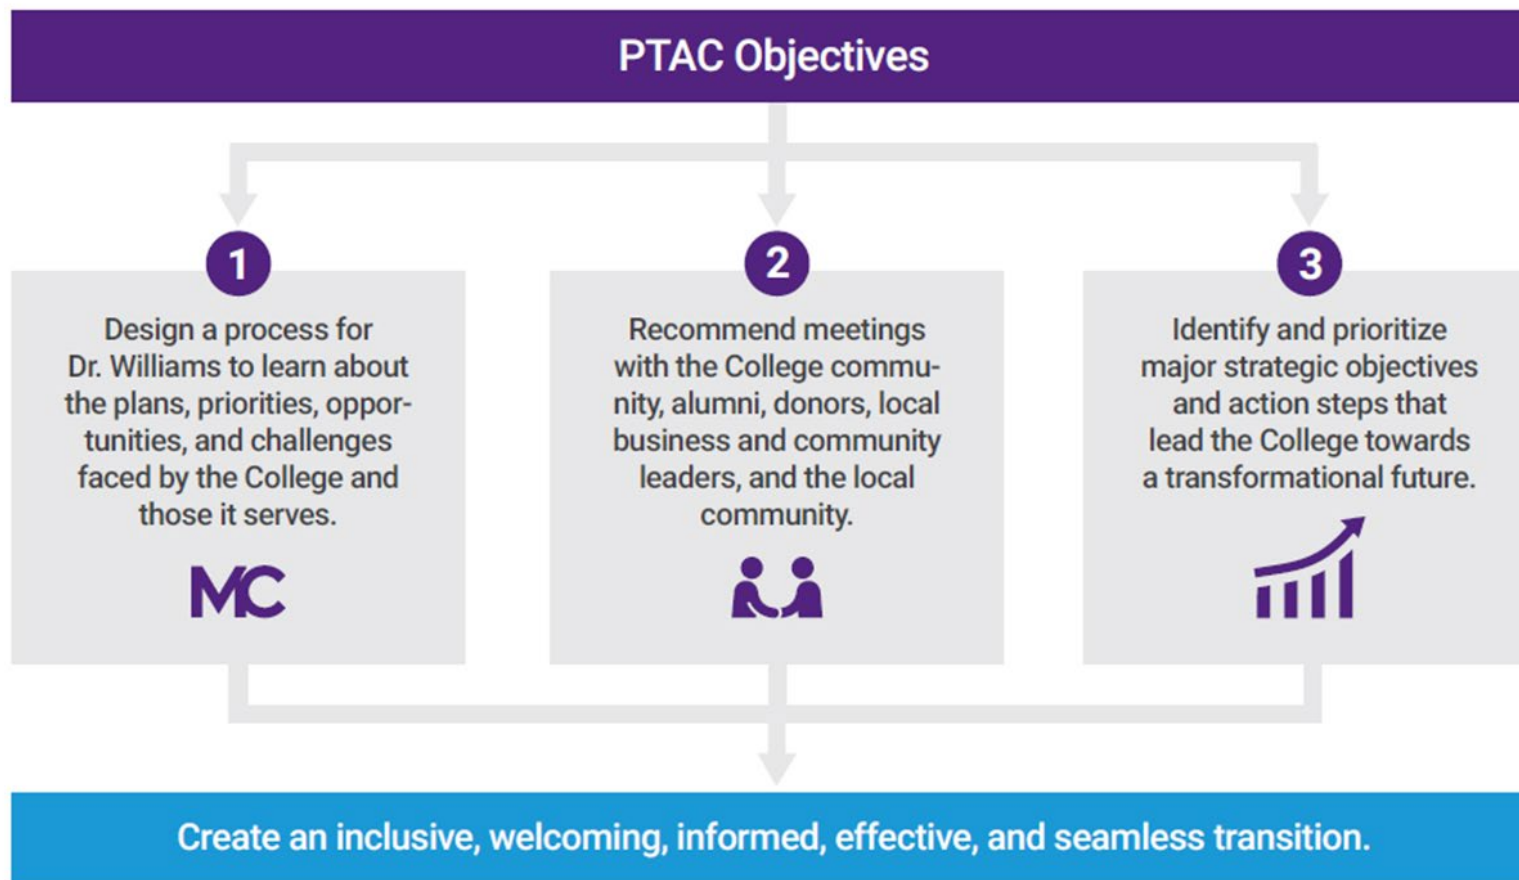 PTAC Objectives
1
Design a process for
Dr. Williams to learn about
the plans, priorities, oppor-
tunities, and challenges
faced by the College and
those it serves.
MC
2
Recommend meetings
with the College commu-
nity, alumni, donors, local
business and community
leaders, and the local
community.
3
Identify and prioritize
major strategic objectives
and action steps that
lead the College towards
a transformational future.
Create an inclusive, welcoming, informed, effective, and seamless transition.